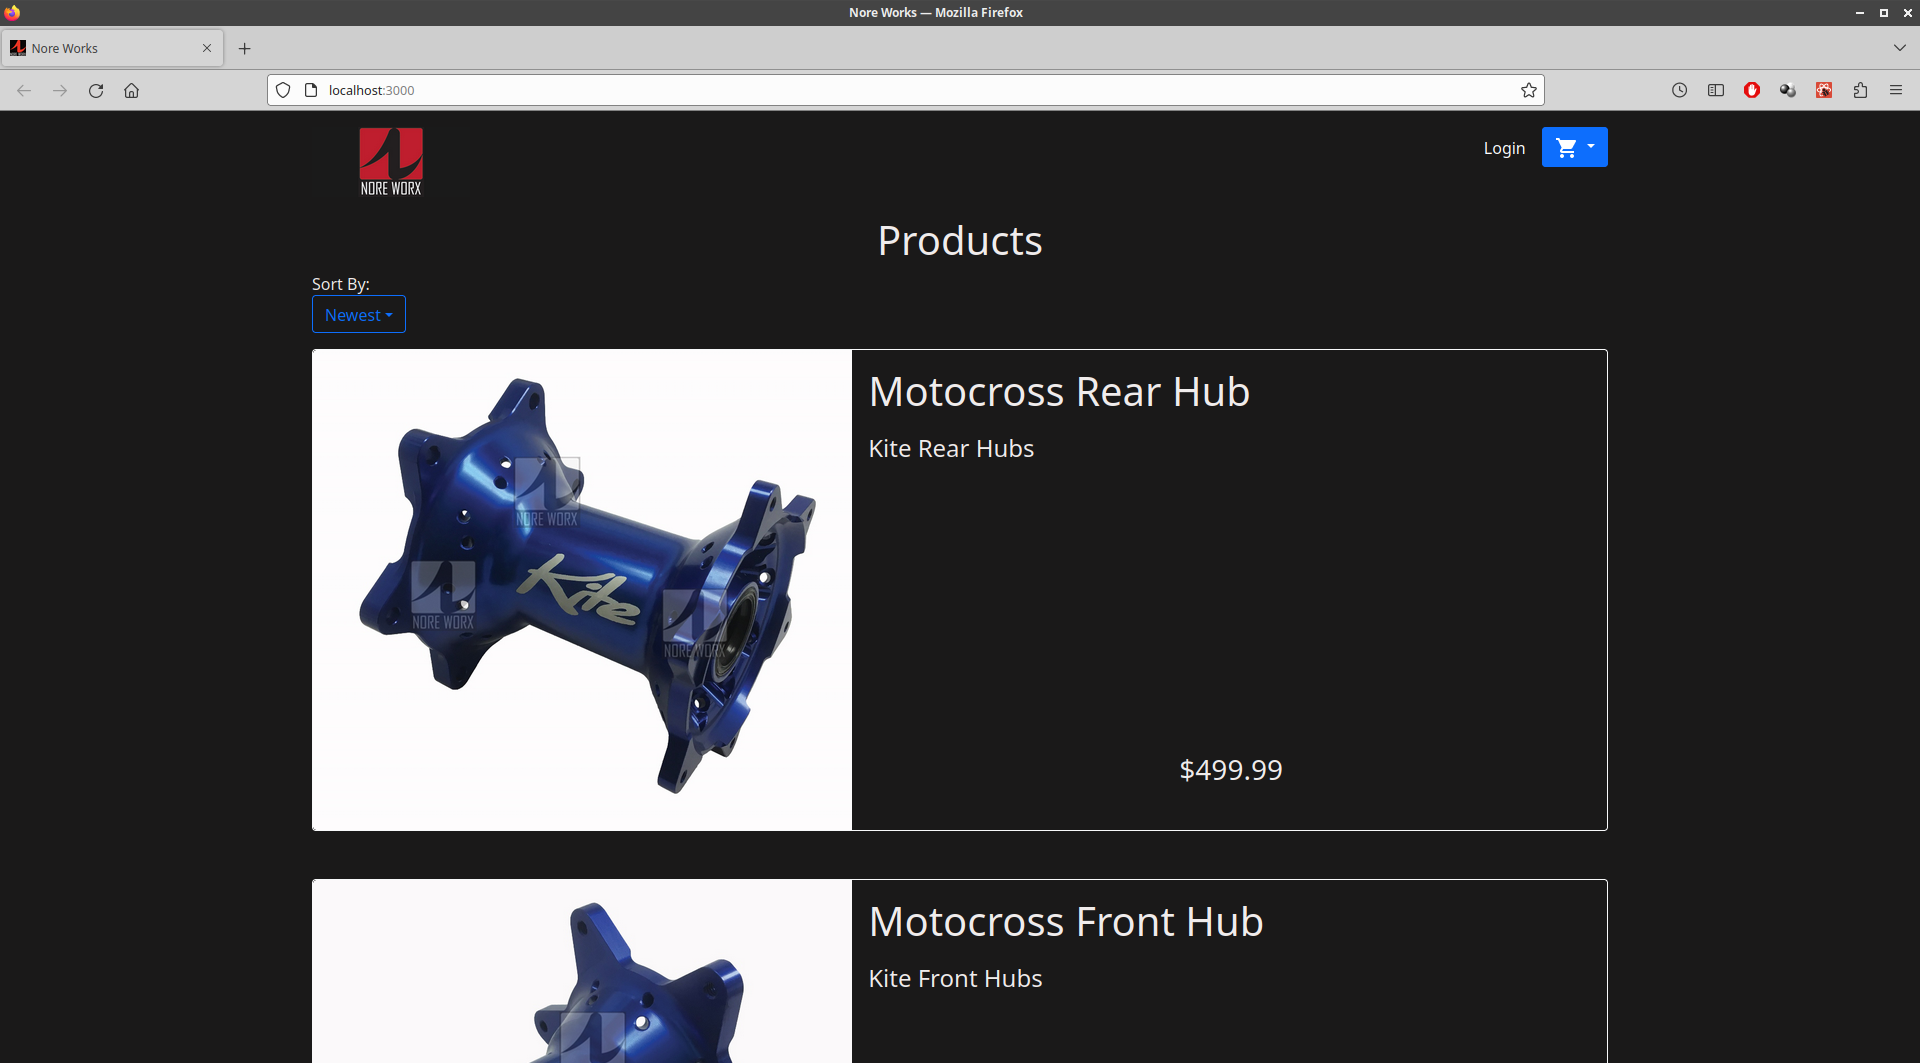 Nore Works — Mozilla Firefox
Nore Works
localhost:3000
NORE WORX
Login
Products
Sort By:
Newest
Motocross Rear Hub
Kite Rear Hubs
NORE WORX
Kite
NORE WORX
NORE WORX
$499.99
Motocross Front Hub
Kite Front Hubs